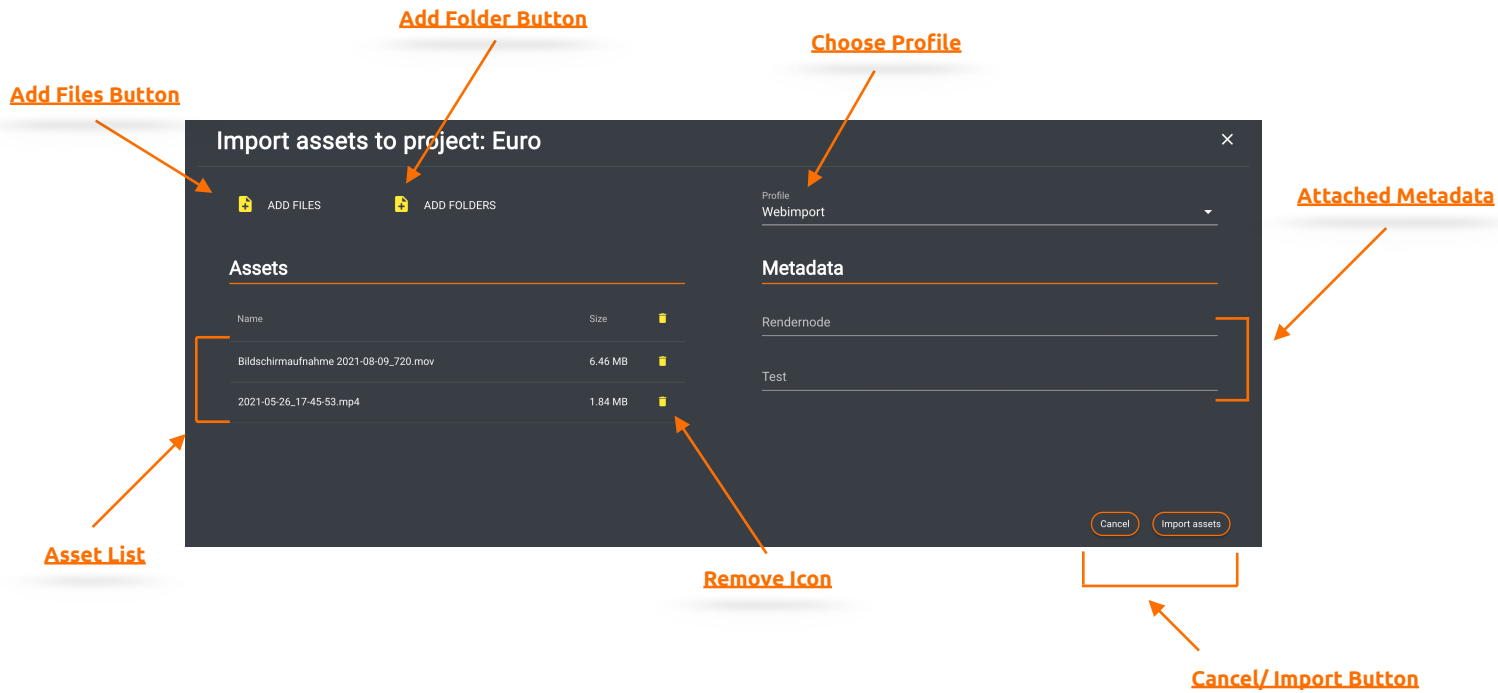 Add Folder Button
Choose Profile
Add Files Button
Import assets to project: Euro
Attached Metadata
ADD FILES
ADD FOLDERS
Profile
Webimport
Assets
Metadata
Name
Size
Rendernode
Bildschirmaufnahme 2021-08-09_720.mov
6.46 MB
Test
2021-05-26_17-45-53.mp4
1.84 MB
Cancel
Import assets
Asset List
Remove Icon
Cancel/ Import Button